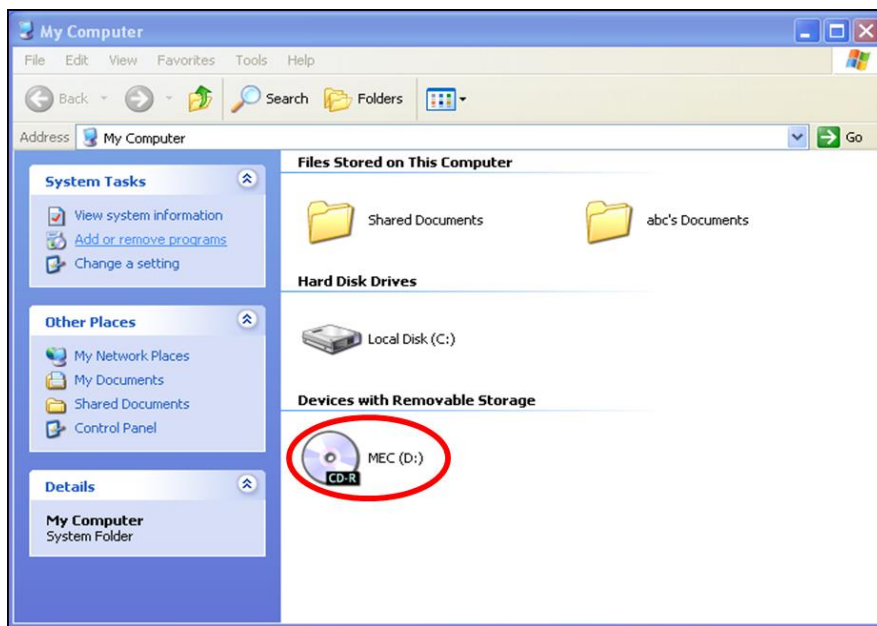 My Computer
File Edit View Favorites Tools Help
Back Search Folders
Address My Computer Go
System Tasks
View system information
Add or remove programs
Change a setting
Other Places
My Network Places
My Documents
Shared Documents
Control Panel
Details
My Computer
System Folder
Files Stored on This Computer
Shared Documents abc's Documents
Hard Disk Drives
Local Disk (C:)
Devices with Removable Storage
MEC (D:)
CD-R